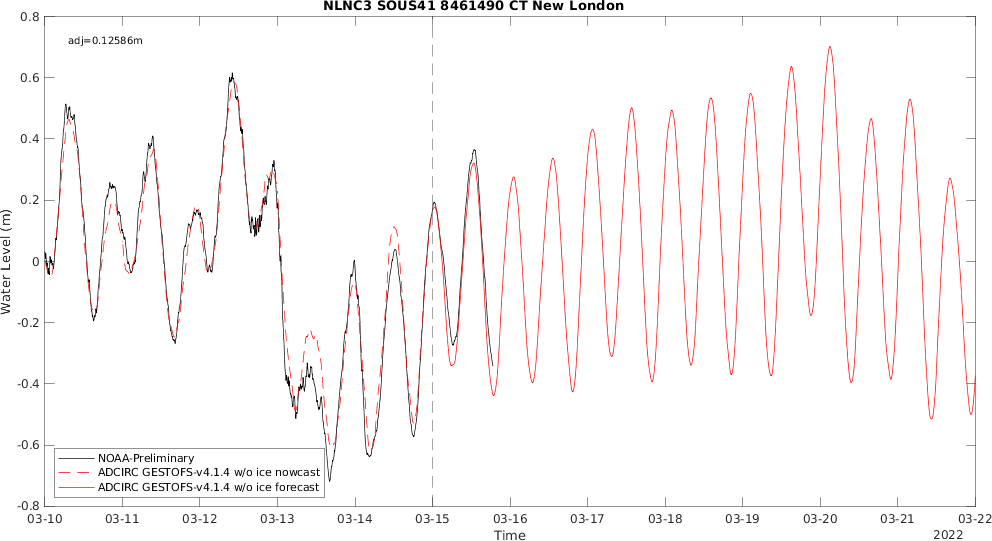 NLNC3 SOUS41 8461490 CT New London
adj=0.12586m
0.8
0.6
0.4
0.2
0
-0.2
-0.4
-0.6
-0.8
Water Level (m)
NOAA-Preliminary
ADCIRC GESTOFS-v4.1.4 w/o ice nowcast
ADCIRC GESTOFS-v4.1.4 w/o ice forecast
03-10 03-11 03-12 03-13 03-14 03-15 03-16 03-17 03-18 03-19 03-20 03-21 03-22
Time
2022